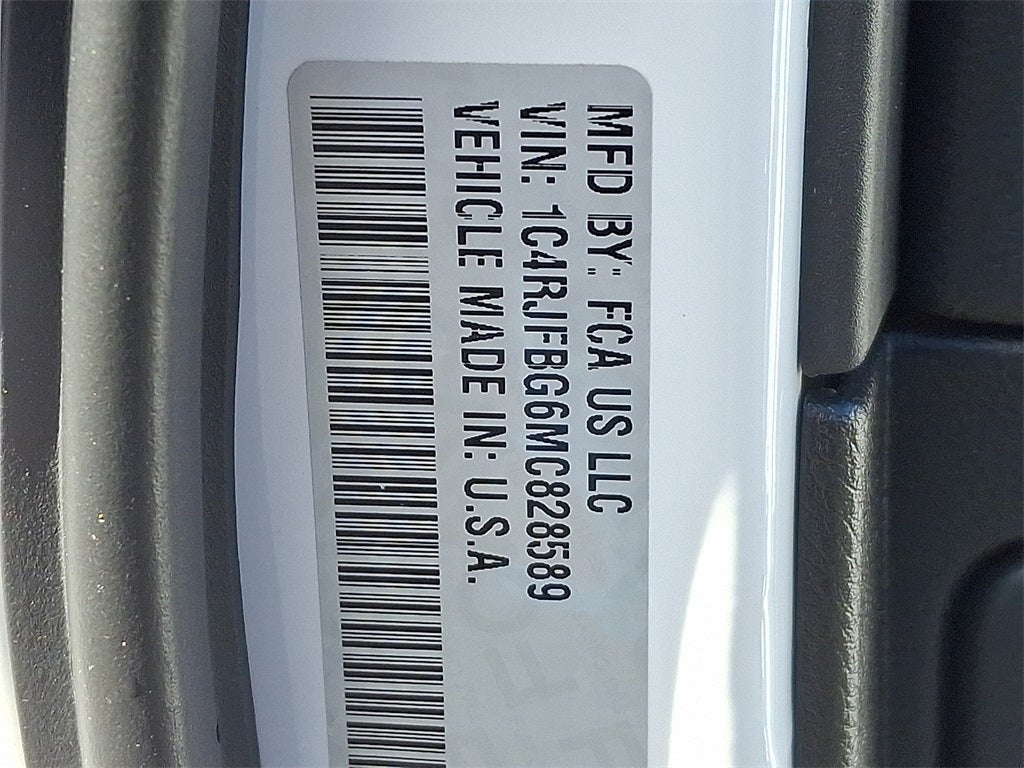 MFD BY: FCA US LLC
VIN: 1C4RJFBG6MC828589
VEHICLE MADE IN: U.S.A.